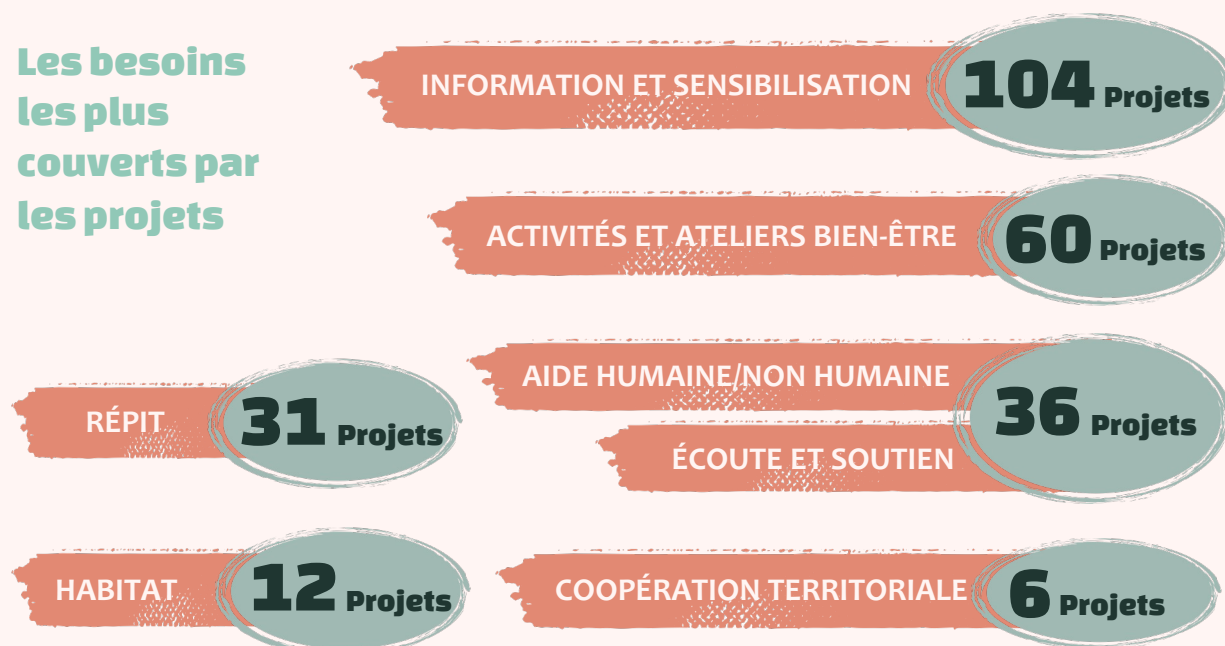 Les besoins
les plus
couverts par
les projets
INFORMATION ET SENSIBILISATION 104 Projets
ACTIVITÉS ET ATELIERS BIEN-ÊTRE 60 Projets
AIDE HUMAINE/NON HUMAINE
ÉCOUTE ET SOUTIEN
36 Projets
RÉPIT 31 Projets
HABITAT 12 Projets
COOPÉRATION TERRITORIALE 6 Projets